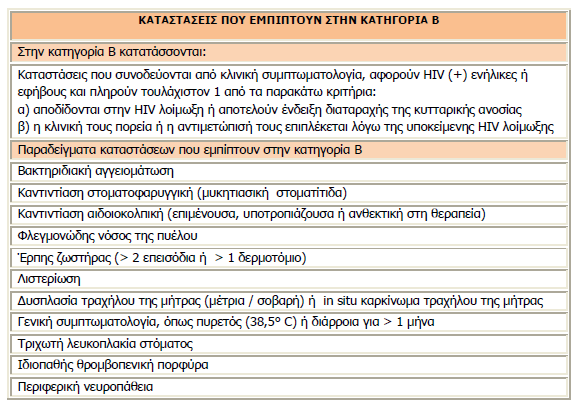 ΚΑΤΑΣΤΑΣΕΙΣ ΠΟΥ ΕΜΠΙΠΤΟΥΝ ΣΤΗΝ ΚΑΤΗΓΟΡΙΑ Β
Στην κατηγορία Β κατατάσσονται:
Καταστάσεις που συνοδεύονται από κλινική συμπτωματολογία, αφορούν HIV (+) ενήλικες ή
εφήβους και πληρούν τουλάχιστον 1 από τα παρακάτω κριτήρια:
α) αποδίδονται στην HIV λοίμωξη ή αποτελούν ένδειξη διαταραχής της κυτταρικής ανοσίας
β) η κλινική τους πορεία ή η αντιμετώπισή τους επιπλέκεται λόγω της υποκείμενης HIV λοίμωξης
Παραδείγματα καταστάσεων που εμπίπτουν στην κατηγορία Β
Βακτηριδιακή αγγειομάτωση
Καντιντίαση στοματοφαρυγγική (μυκητιασική στοματίτιδα)
Καντιντίαση αιδοιοκολπική (επιμένουσα, υποτροπιάζουσα ή ανθεκτική στη θεραπεία)
Φλεγμονώδης νόσος της πυέλου
Έρπης ζωστήρας (> 2 επεισόδια ή > 1 δερμοτόμιο)
Λιστερίωση
Δυσπλασία τραχήλου της μήτρας (μέτρια / σοβαρή) ή in situ καρκίνωμα τραχήλου της μήτρας
Γενική συμπτωματολογία, όπως πυρετός (38,5° C) ή διάρροια για > 1 μήνα
Τριχωτή λευκοπλακία στόματος
Ιδιοπαθής θρομβοπενική πορφύρα
Περιφερική νευροπάθεια